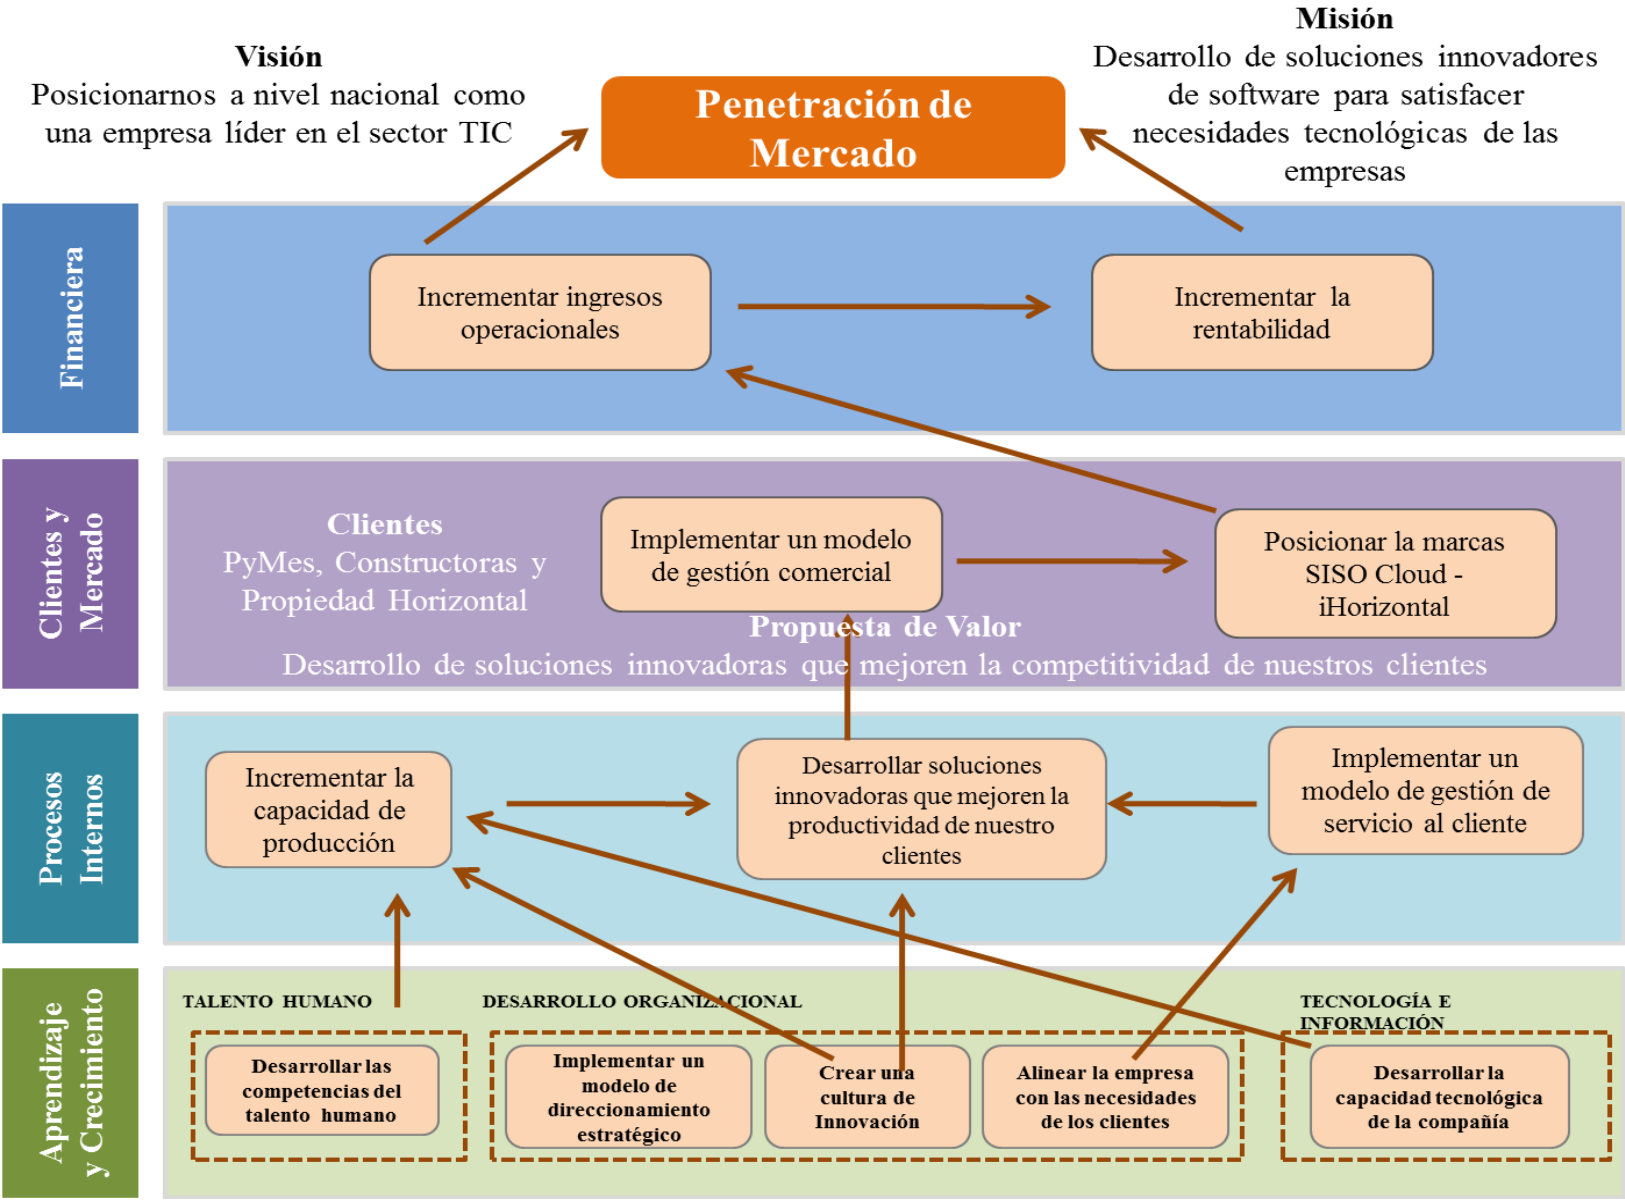 Visión
Posicionarnos a nivel nacional como
una empresa líder en el sector TIC
Penetración de
Mercado
Misión
Desarrollo de soluciones innovadores
de software para satisfacer
necesidades tecnológicas de las
empresas
Financiera
Incrementar ingresos
operacionales
Incrementar la
rentabilidad
Clientes y
Mercado
Clientes
PyMes, Constructoras y
Propiedad Horizontal
Implementar un modelo
de gestión comercial
Posicionar la marcas
SISO Cloud -
iHorizontal
Propuesta de Valor
Desarrollo de soluciones innovadoras que mejoren la competitividad de nuestros clientes
Procesos
Internos
Incrementar la
capacidad de
producción
Desarrollar soluciones
innovadoras que mejoren la
productividad de nuestro
clientes
Implementar un
modelo de gestión de
servicio al cliente
Aprendizaje
y Crecimiento
TALENTO HUMANO
Desarrollar las
competencias del
talento humano
DESARROLLO ORGANIZACIONAL
Implementar un
modelo de
direccionamiento
estratégico
Crear una
cultura de
Innovación
Alinear la empresa
con las necesidades
de los clientes
TECNOLOGÍA E
INFORMACIÓN
Desarrollar la
capacidad tecnológica
de la compañía